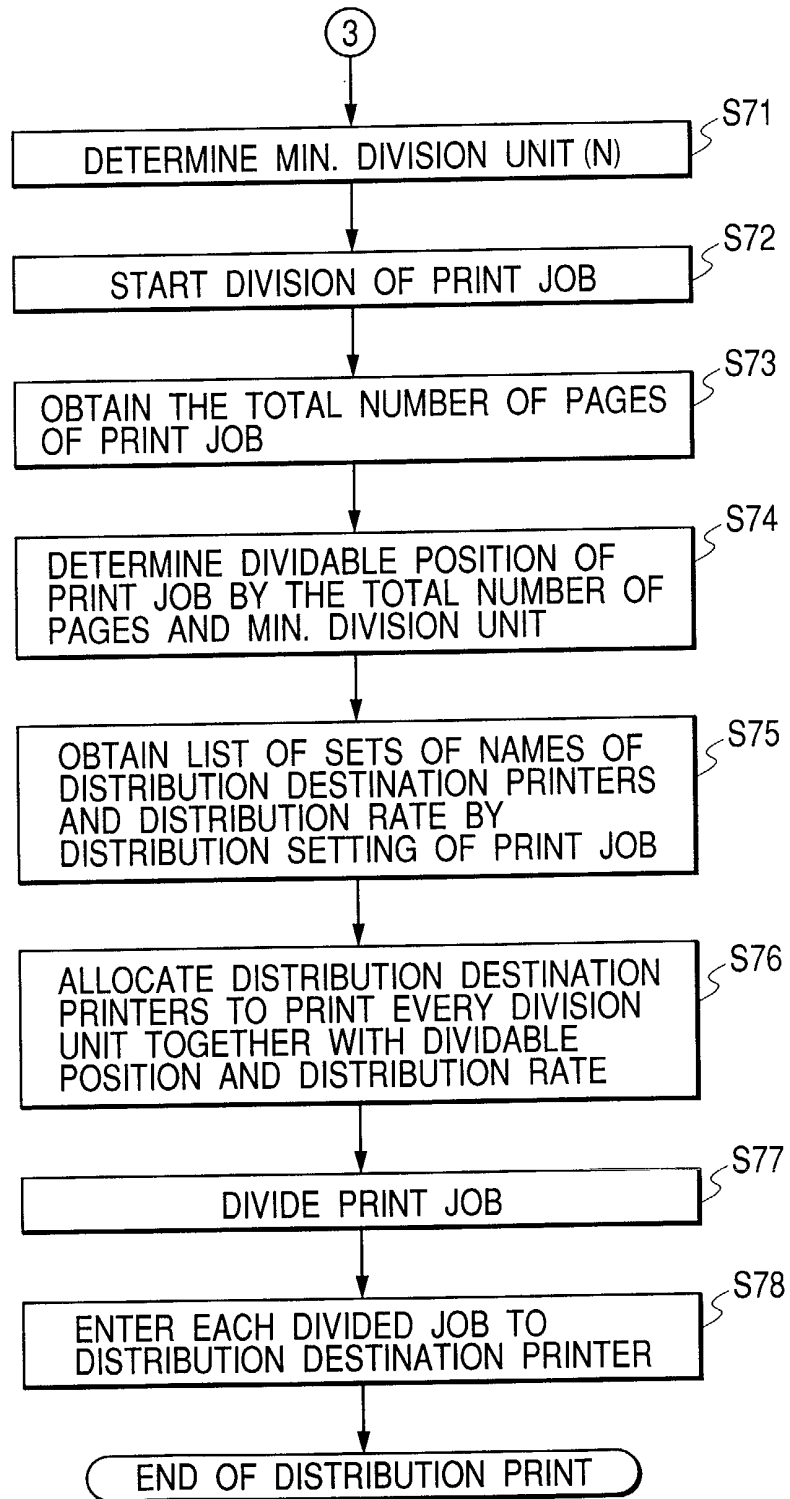 3
S71
DETERMINE MIN. DIVISION UNIT (N)
S72
START DIVISION OF PRINT JOB
S73
OBTAIN THE TOTAL NUMBER OF PAGES
OF PRINT JOB
S74
DETERMINE DIVIDABLE POSITION OF
PRINT JOB BY THE TOTAL NUMBER OF
PAGES AND MIN. DIVISION UNIT
S75
OBTAIN LIST OF SETS OF NAMES OF
DISTRIBUTION DESTINATION PRINTERS
AND DISTRIBUTION RATE BY
DISTRIBUTION SETTING OF PRINT JOB
S76
ALLOCATE DISTRIBUTION DESTINATION
PRINTERS TO PRINT EVERY DIVISION
UNIT TOGETHER WITH DIVIDABLE
POSITION AND DISTRIBUTION RATE
S77
DIVIDE PRINT JOB
S78
ENTER EACH DIVIDED JOB TO
DISTRIBUTION DESTINATION PRINTER
END OF DISTRIBUTION PRINT